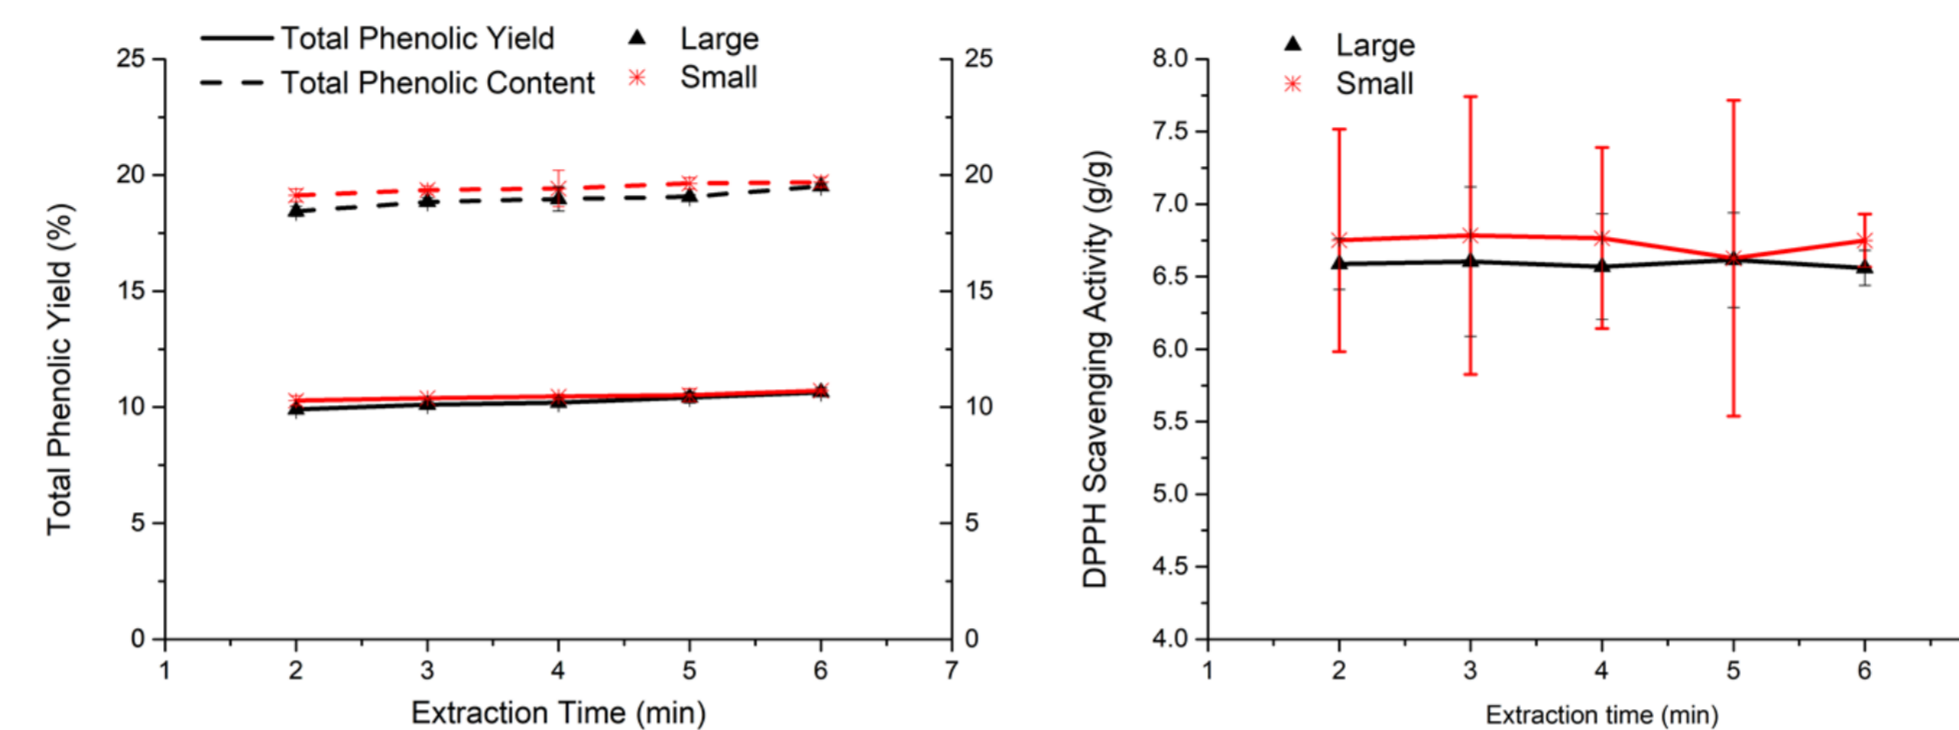 Total Phenolic Yield
Total Phenolic Content
Large
Small
25
20
15
10
5
0
Total Phenolic Yield (%)
25
20
15
10
5
0
1 2 3 4 5 6 7
Extraction Time (min)
Large
Small
8.0
7.5
7.0
6.5
6.0
5.5
5.0
4.5
4.0
DPPH Scavenging Activity (g/g)
1 2 3 4 5 6
Extraction time (min)